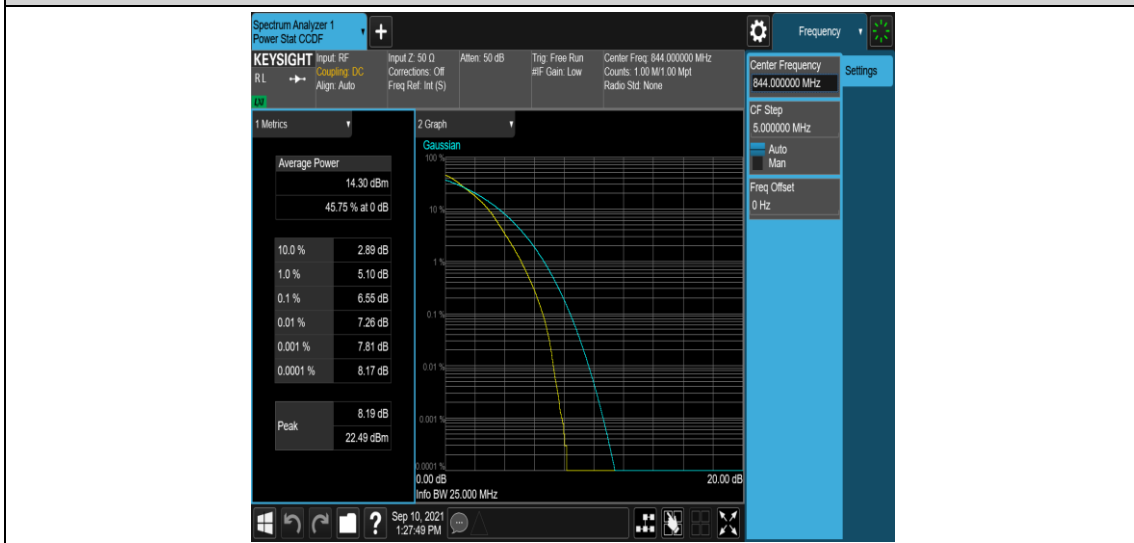 Spectrum Analyzer 1
Power Stat CCDF
+
Frequency
KEYSIGHT
RL
LXI
Input: RF
Coupling: DC
Align: Auto
Input Z: 50 Ω
Corrections: Off
Freq Ref: Int (S)
Atten: 50 dB
Trig: Free Run
#IF Gain: Low
Center Freq: 844.000000 MHz
Counts: 1.00 M/1.00 Mpt
Radio Std: None
Center Frequency
844.000000 MHz
Settings
CF Step
5.000000 MHz
Auto
Man
Freq Offset
0 Hz
1 Metrics
Average Power
14.30 dBm
45.75 % at 0 dB
10.0 % 2.89 dB
1.0 % 5.10 dB
0.1 % 6.55 dB
0.01 % 7.26 dB
0.001 % 7.81 dB
0.0001 % 8.17 dB
Peak 8.19 dB
22.49 dBm
2 Graph
Gaussian
100 %
10 %
1 %
0.1 %
0.01 %
0.001 %
0.0001 %
0.00 dB 20.00 dB
Info BW 25.000 MHz
?
Sep 10, 2021
1:27:49 PM